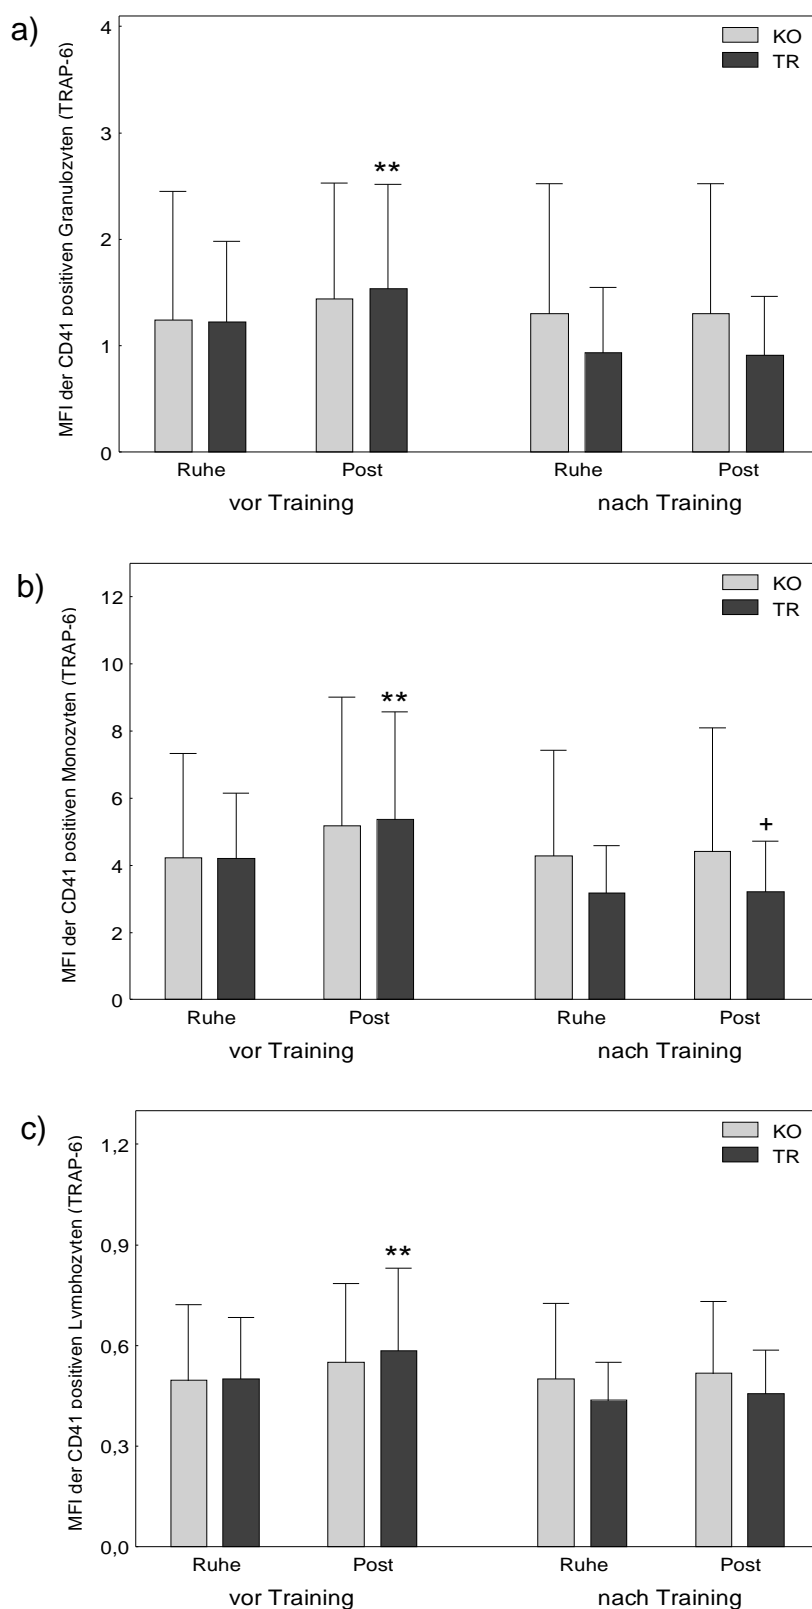 a)
MFI der CD41 positiven Granulozyten (TRAP-6)
4
3
2
1
0
KO
TR
**
Ruhe
Post
Ruhe
Post
vor Training
nach Training
b)
MFI der CD41 positiven Monozyten (TRAP-6)
12
10
8
6
4
2
0
KO
TR
**
+
Ruhe
Post
Ruhe
Post
vor Training
nach Training
c)
MFI der CD41 positiven Lymphozyten (TRAP-6)
1,2
0,9
0,6
0,3
0,0
KO
TR
**
Ruhe
Post
Ruhe
Post
vor Training
nach Training